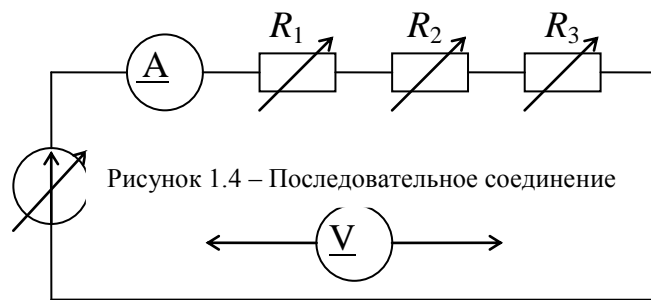 R1 R2 R3
A
Рисунок 1.4 – Последовательное соединение
V